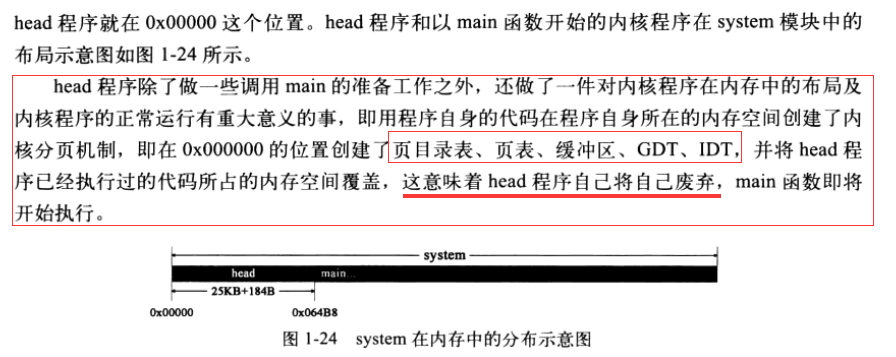 head 程序就在 0x00000 这个位置。head 程序和以 main 函数开始的内核程序在 system 模块中的
布局示意图如图 1-24 所示。
head 程序除了做一些调用 main 的准备工作之外，还做了一件对内核程序在内存中的布局及
内核程序的正常运行有重大意义的事，即用程序自身的代码在程序自身所在的内存空间创建了内
核分页机制，即在 0x000000 的位置创建了页目录表、页表、缓冲区、GDT、IDT，并将 head 程
序已经执行过的代码所占的内存空间覆盖，这意味着 head 程序自己将自己废弃，main 函数即将
开始执行。
system
head main...
25KB+184B
0x00000 0x064B8
图 1-24 system 在内存中的分布示意图